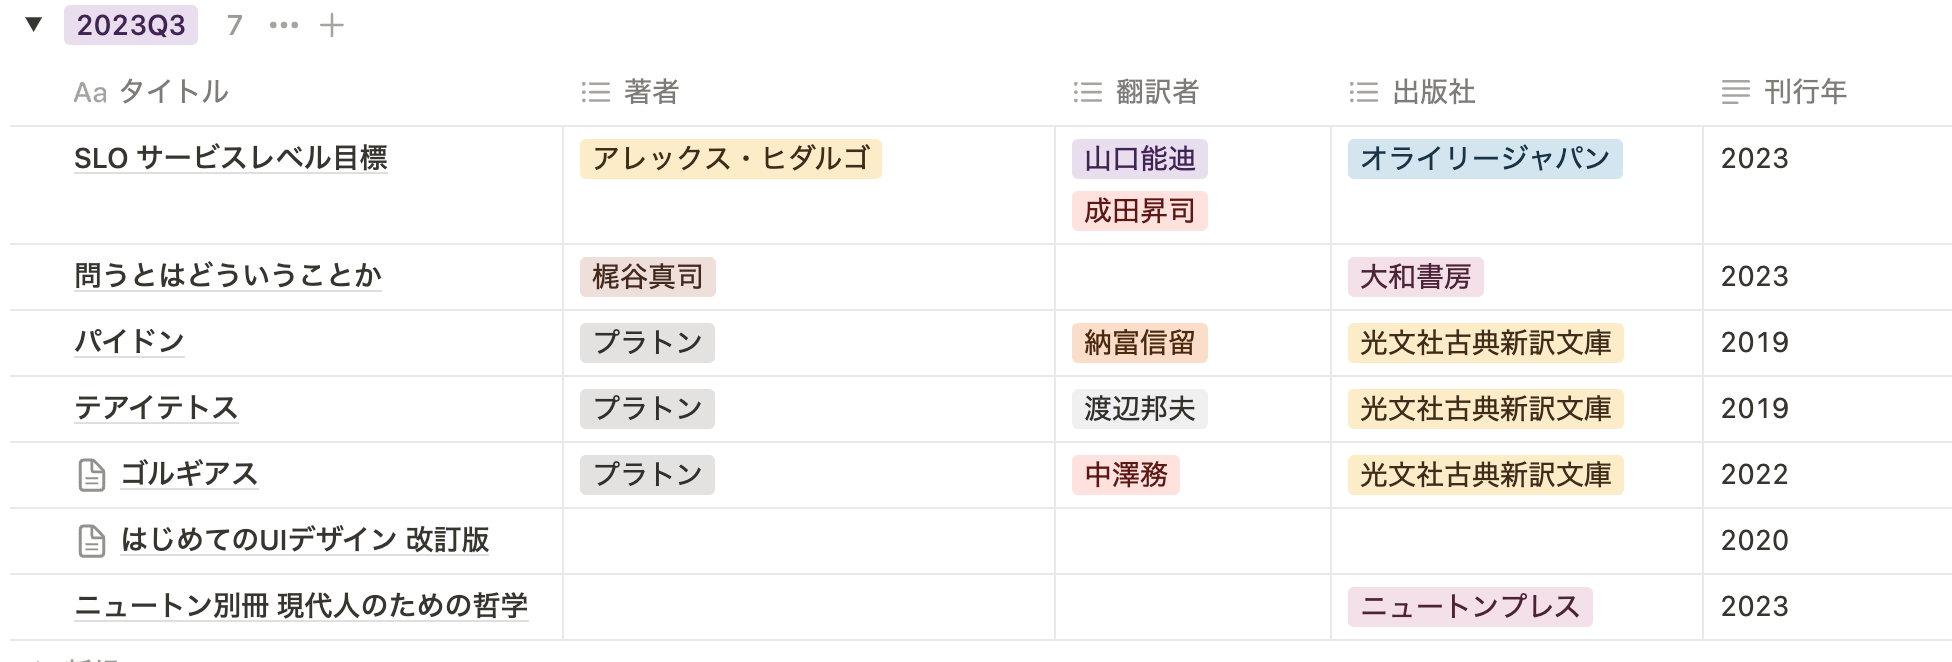 2023Q3 7
Aa タイトル 著者 翻訳者 出版社 刊行年
SLO サービスレベル目標 アレックス・ヒダルゴ 山口能迪 オライリージャパン 2023
成田昇司
問うとはどういうことか 梶谷真司 大和書房 2023
パイドン プラトン 納富信留 光文社古典新訳文庫 2019
テアイテトス プラトン 渡辺邦夫 光文社古典新訳文庫 2019
ゴルギアス プラトン 中澤務 光文社古典新訳文庫 2022
はじめてのUIデザイン 改訂版 2020
ニュートン別冊 現代人のための哲学 ニュートンプレス 2023